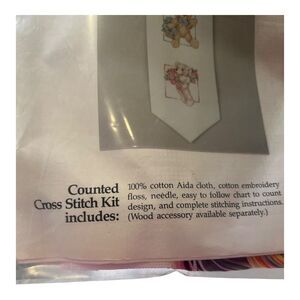 Counted
Cross Stitch Kit
includes:
100% cotton Aida cloth, cotton embroidery
floss, needle, easy to follow chart to count
design, and complete stitching instructions.
(Wood accessory available separately.)